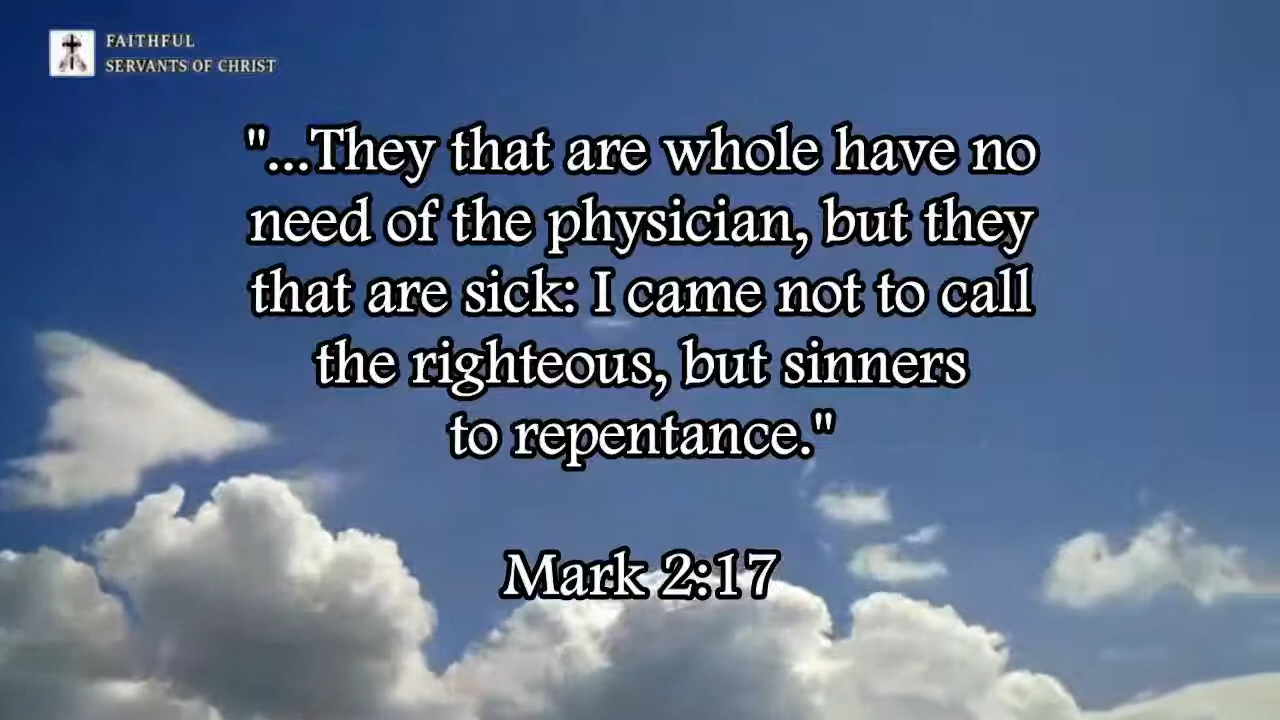 FAITHFUL
SERVANTS OF CHRIST
"...They that are whole have no
need of the physician, but they
that are sick: I came not to call
the righteous, but sinners
to repentance."
Mark 2:17